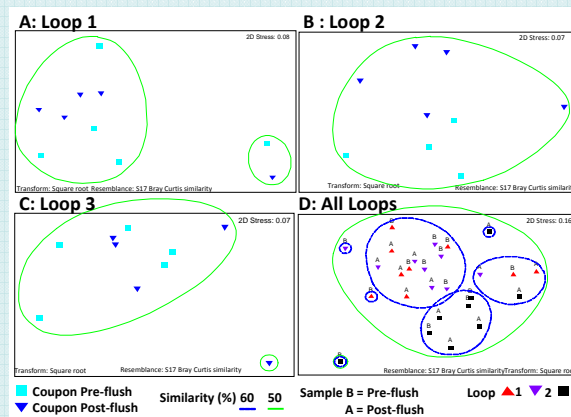 A: Loop 1
2D Stress: 0.08
Transform: Square root Resemblance: S17 Bray Curtis similarity
B : Loop 2
2D Stress: 0.07
Transform: Square root
Resemblance: S17 Bray Curtis similarity
C: Loop 3
2D Stress: 0.07
Transform: Square root
Resemblance: S17 Bray Curtis similarity
D: All Loops
2D Stress: 0.16
B
A
B
B
A
B
B
A
A
B
A
B
A
A
A
A
B
A
B
A
B
A
A
B
A
B
Resemblance: S17 Bray Curtis similarityTransform: Square root
Coupon Pre-flush
Coupon Post-flush
Similarity (%) 60 50
Sample B = Pre-flush
A = Post-flush
Loop 1 2